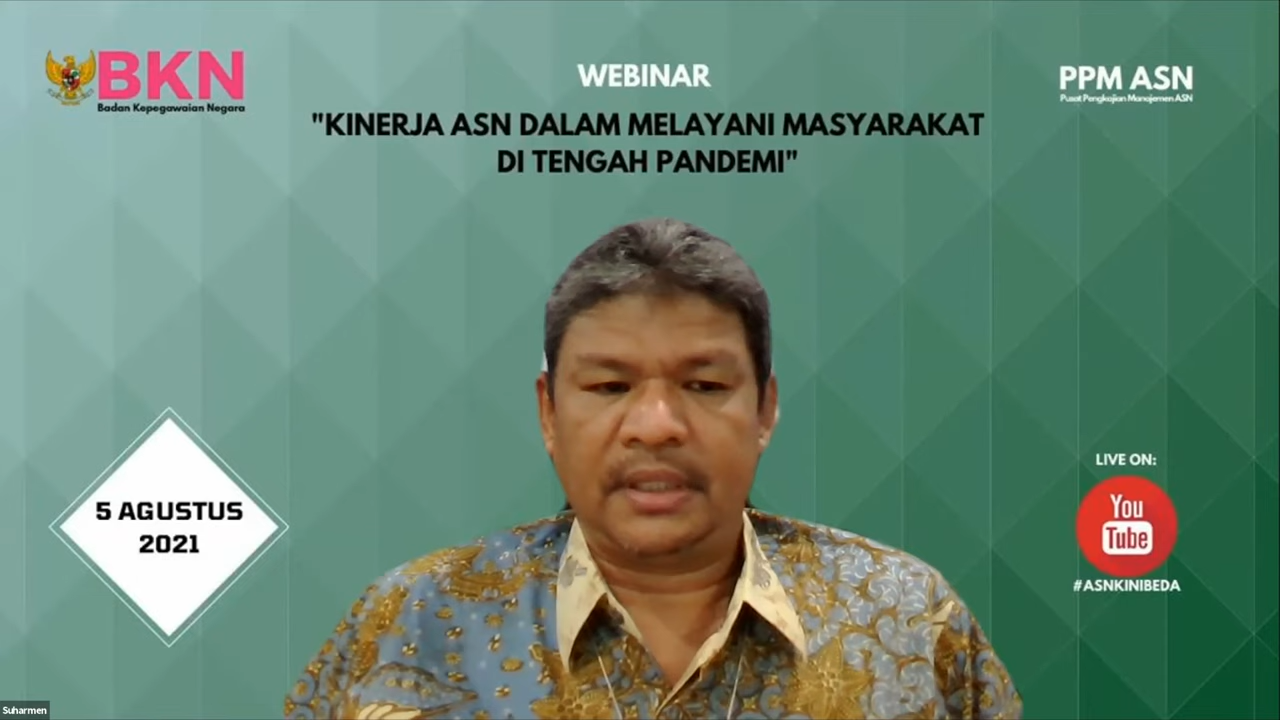 BKN
Badan Kepegawaian Negara
WEBINAR
"KINERJA ASN DALAM MELAYANI MASYARAKAT
DI TENGAH PANDEMI"
PPM ASN
Pusat Pengkajian Manajemen ASN
5 AGUSTUS
2021
LIVE ON:
You
Tube
#ASNKINIBEDA
Suharmen